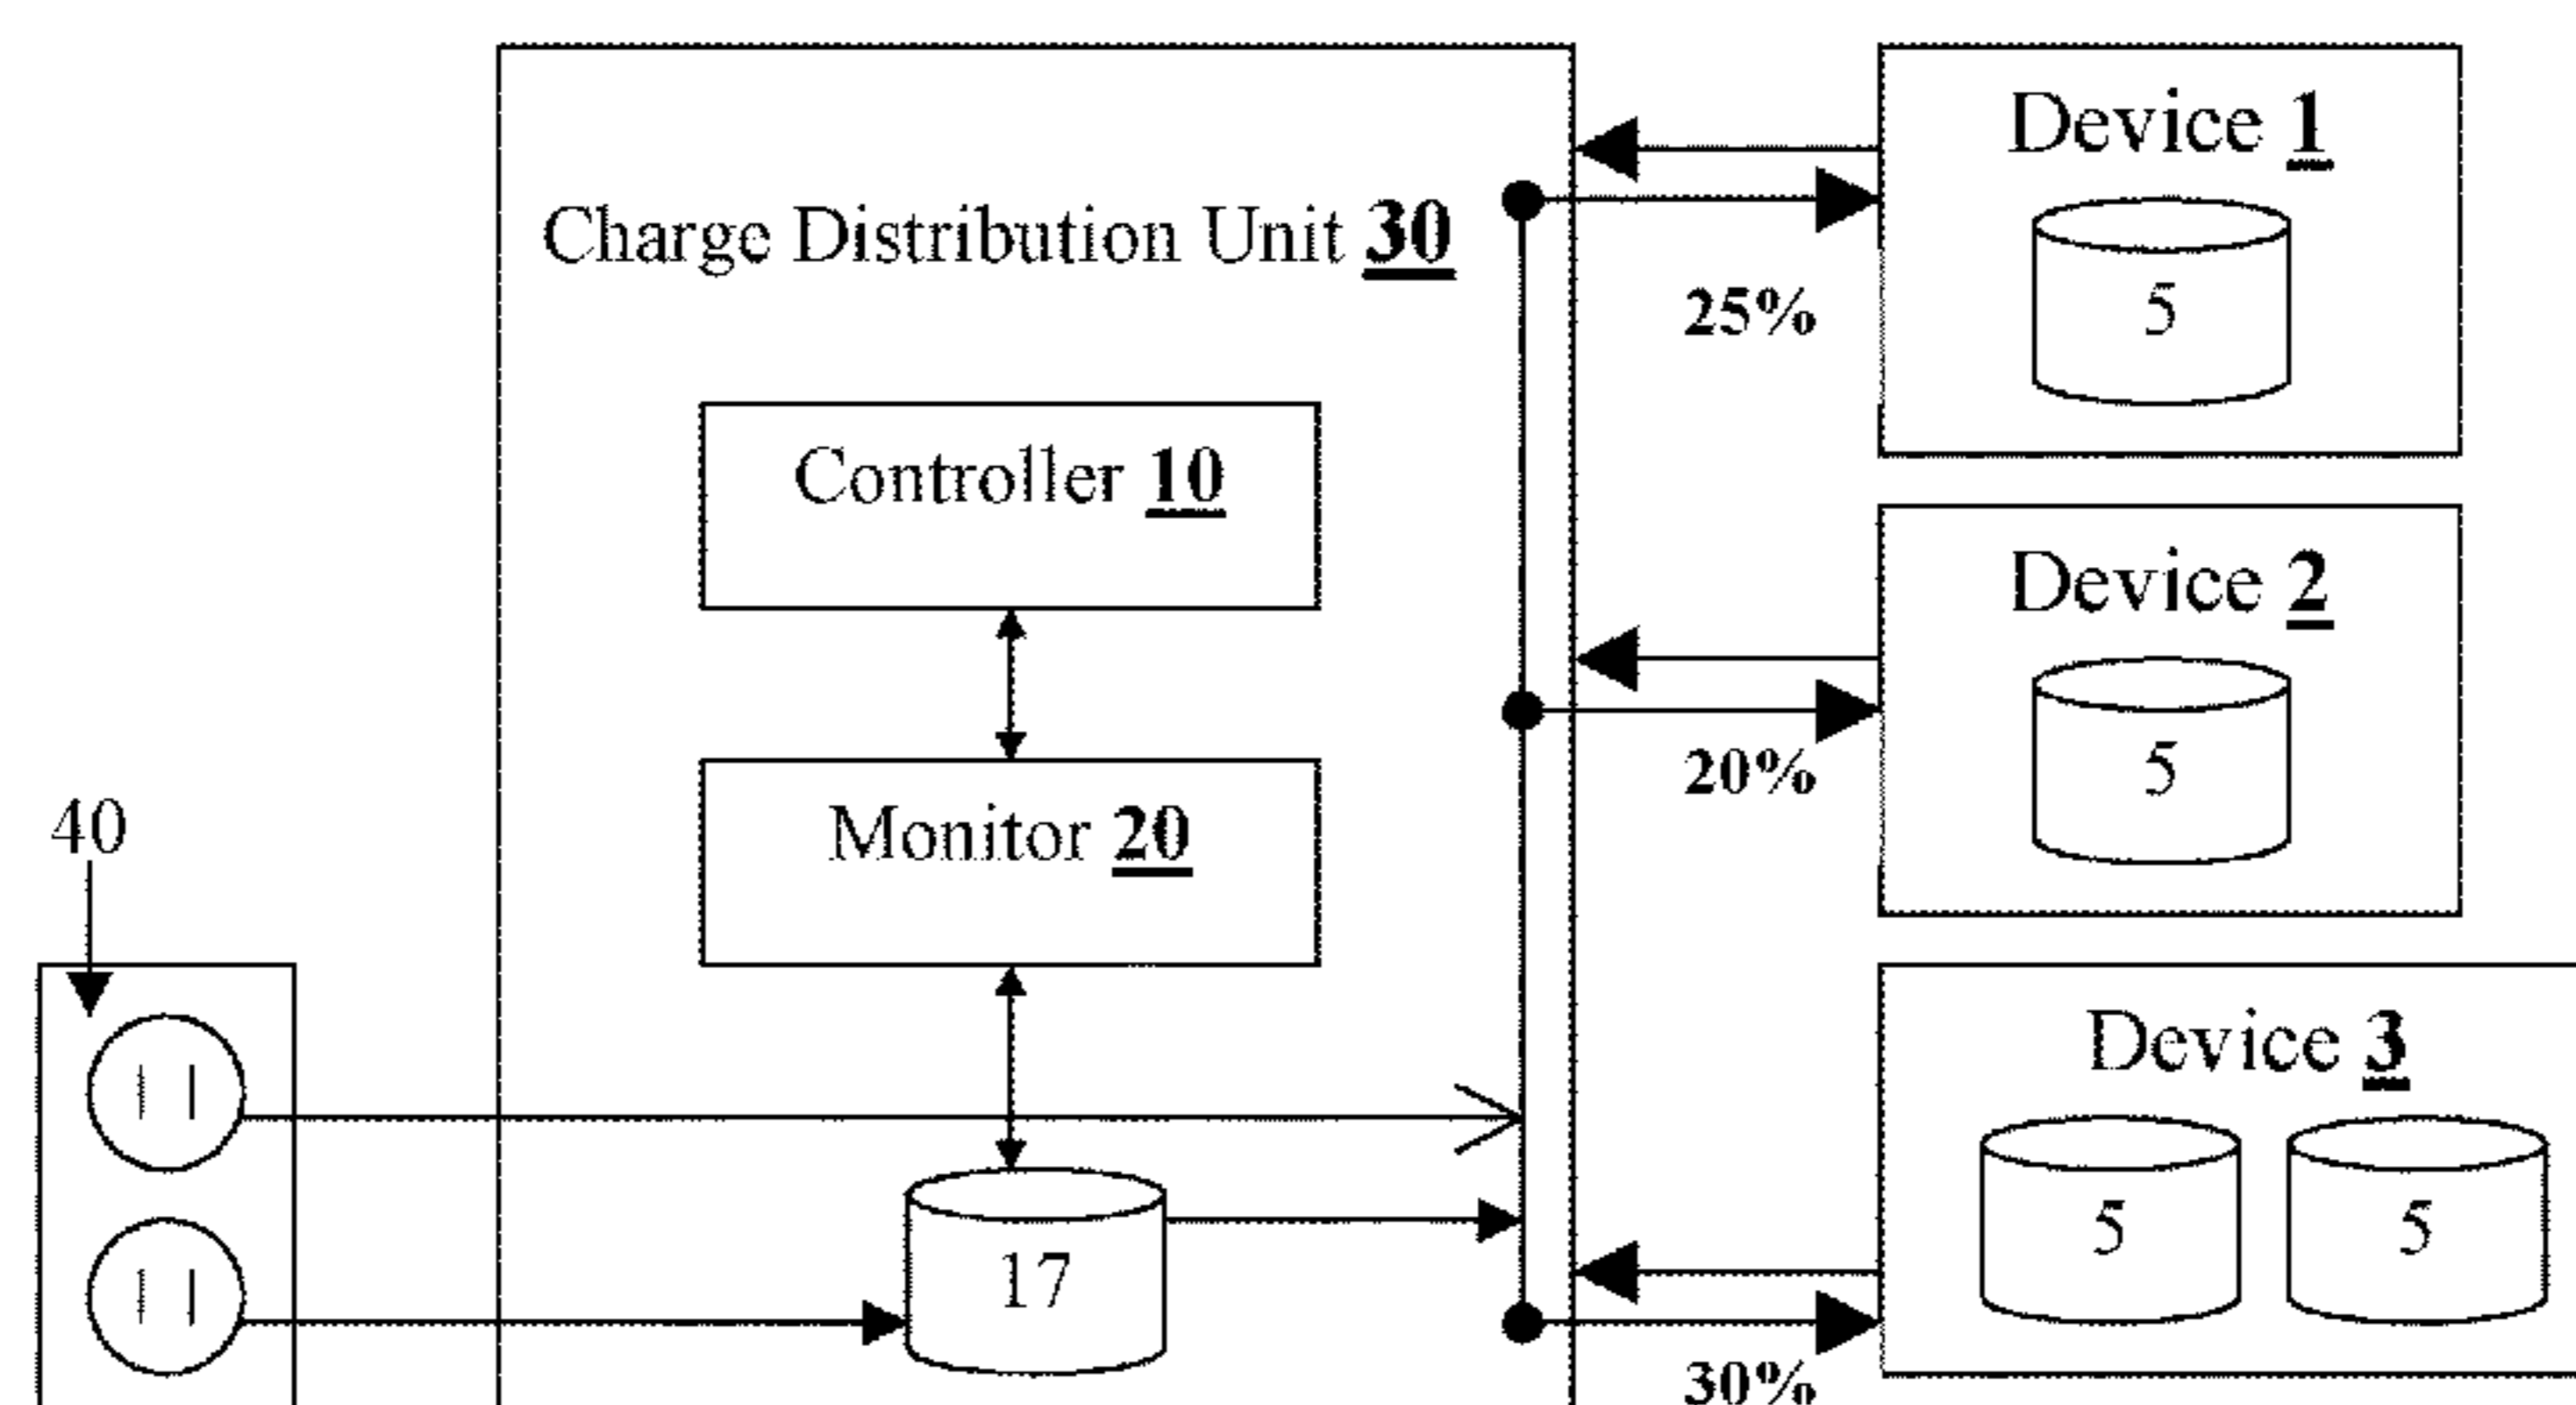 Charge Distribution Unit 30
Controller 10
Monitor 20
40
17
Device 1
5
25%
Device 2
5
20%
Device 3
5 5
30%